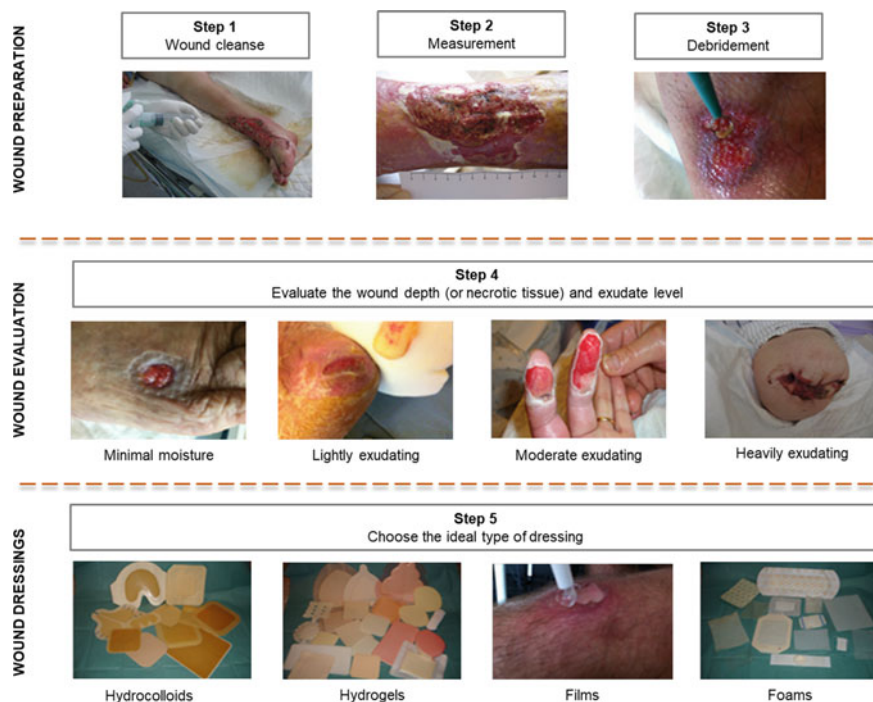 WOUND PREPARATION
Step 1
Wound cleanse
Step 2
Measurement
Step 3
Debridement
WOUND EVALUATION
Step 4
Evaluate the wound depth (or necrotic tissue) and exudate level
Minimal moisture
Lightly exudating
Moderate exudating
Heavily exudating
WOUND DRESSINGS
Step 5
Choose the ideal type of dressing
Hydrocolloids
Hydrogels
Films
Foams